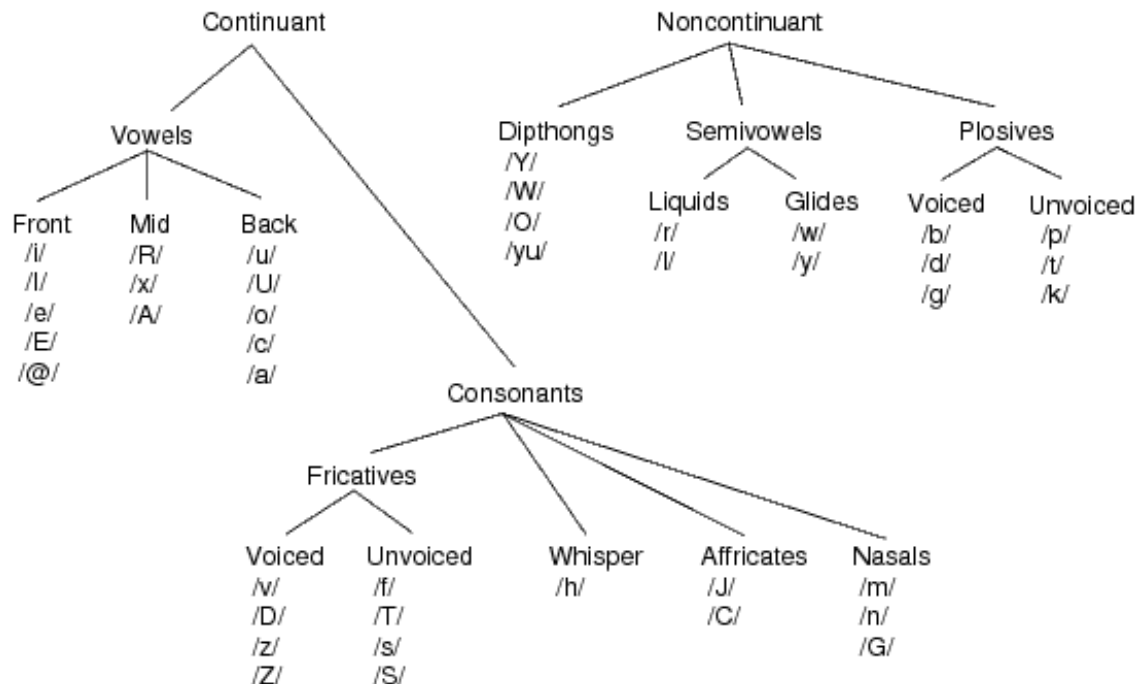 Continuant Noncontinuant
Vowels Dipthongs Semivowels Plosives
/Y/
/W/
Liquids Glides Voiced Unvoiced
Front Mid Back /O/ /r/ /w/ /b/ /p/
/i/ /R/ /u/ /yu/ /l/ /y/ /d/ /t/
/I/ /x/ /U/ /g/ /k/
/e/ /A/ /o/
/E/ /c/
/@/ /a/
Consonants
Fricatives
Voiced Unvoiced Whisper Affricates Nasals
/v/ /f/ /h/ /J/ /m/
/D/ /T/ /C/ /n/
/z/ /s/ /G/
/Z/ /S/